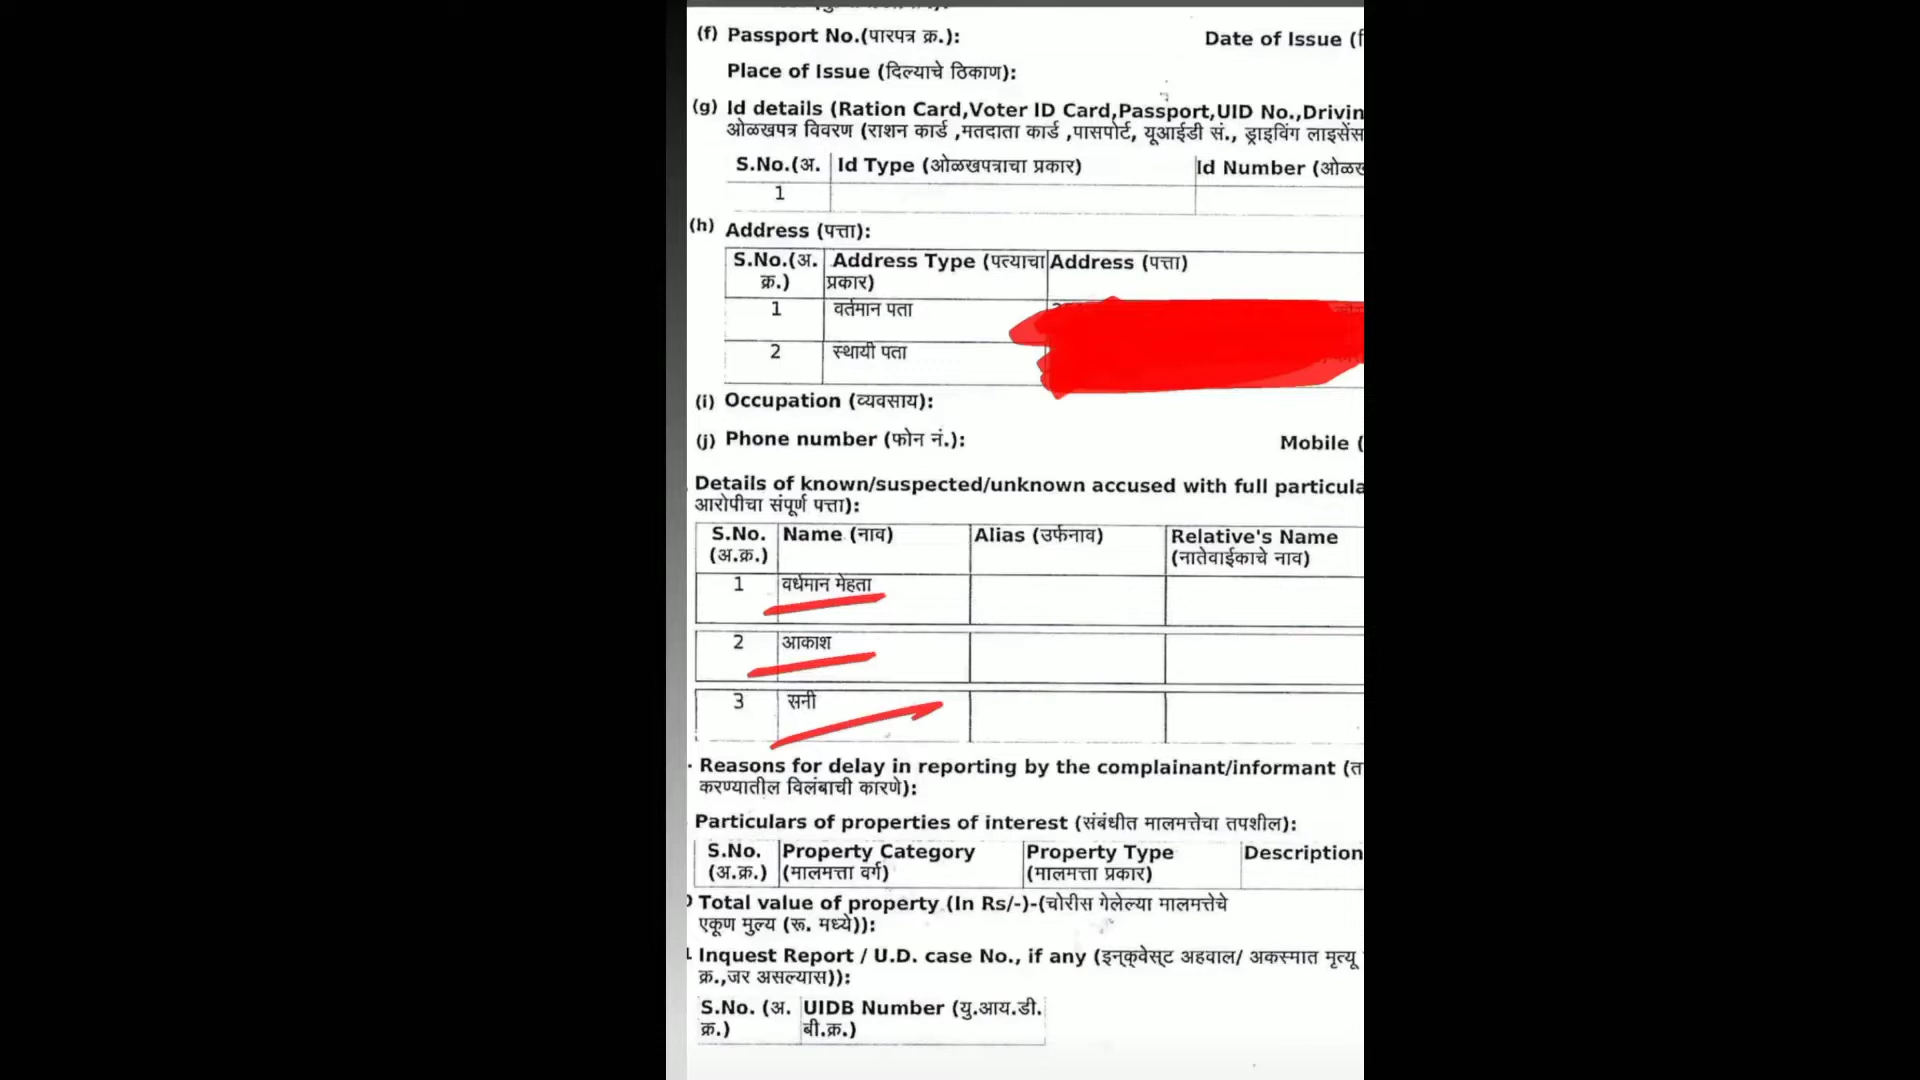 (f) Passport No.(पारपत्र क्र.): Date of Issue (
Place of Issue (दिल्याचे ठिकाण):
(g) Id details (Ration Card,Voter ID Card,Passport,UID No.,Drivin
ओळखपत्र विवरण (राशन कार्ड ,मतदाता कार्ड ,पासपोर्ट, यूआईडी सं., ड्राइविंग लाइसेंस
S.No.(अ. Id Type (ओळखपत्राचा प्रकार) Id Number (ओळख
1
(h) Address (पत्ता):
S.No.(अ. Address Type (पत्याचा Address (पत्ता)
क्र.) प्रकार)
1 वर्तमान पता
2 स्थायी पता
(i) Occupation (व्यवसाय):
(j) Phone number (फोन नं.): Mobile (
Details of known/suspected/unknown accused with full particula
आरोपीचा संपूर्ण पत्ता):
S.No. Name (नाव) Alias (उर्फनाव) Relative's Name
(अ.क्र.) (नातेवाईकाचे नाव)
1 वर्धमान मेहता
2 आकाश
3 सनी
Reasons for delay in reporting by the complainant/informant (त
करण्यातील विलंबाची कारणे):
Particulars of properties of interest (संबंधीत मालमत्तेचा तपशील):
S.No. Property Category Property Type Description
(अ.क्र.) (मालमत्ता वर्ग) (मालमत्ता प्रकार)
Total value of property (In Rs/-)-(चोरीस गेलेल्या मालमत्तेचे
एकूण मुल्य (रू. मध्ये)):
Inquest Report / U.D. case No., if any (इन्क्वेस्ट अहवाल/ अकस्मात मृत्यू
क्र.,जर असल्यास)):
S.No. (अ. UIDB Number (यु.आय.डी.
क्र.) बी.क्र.)